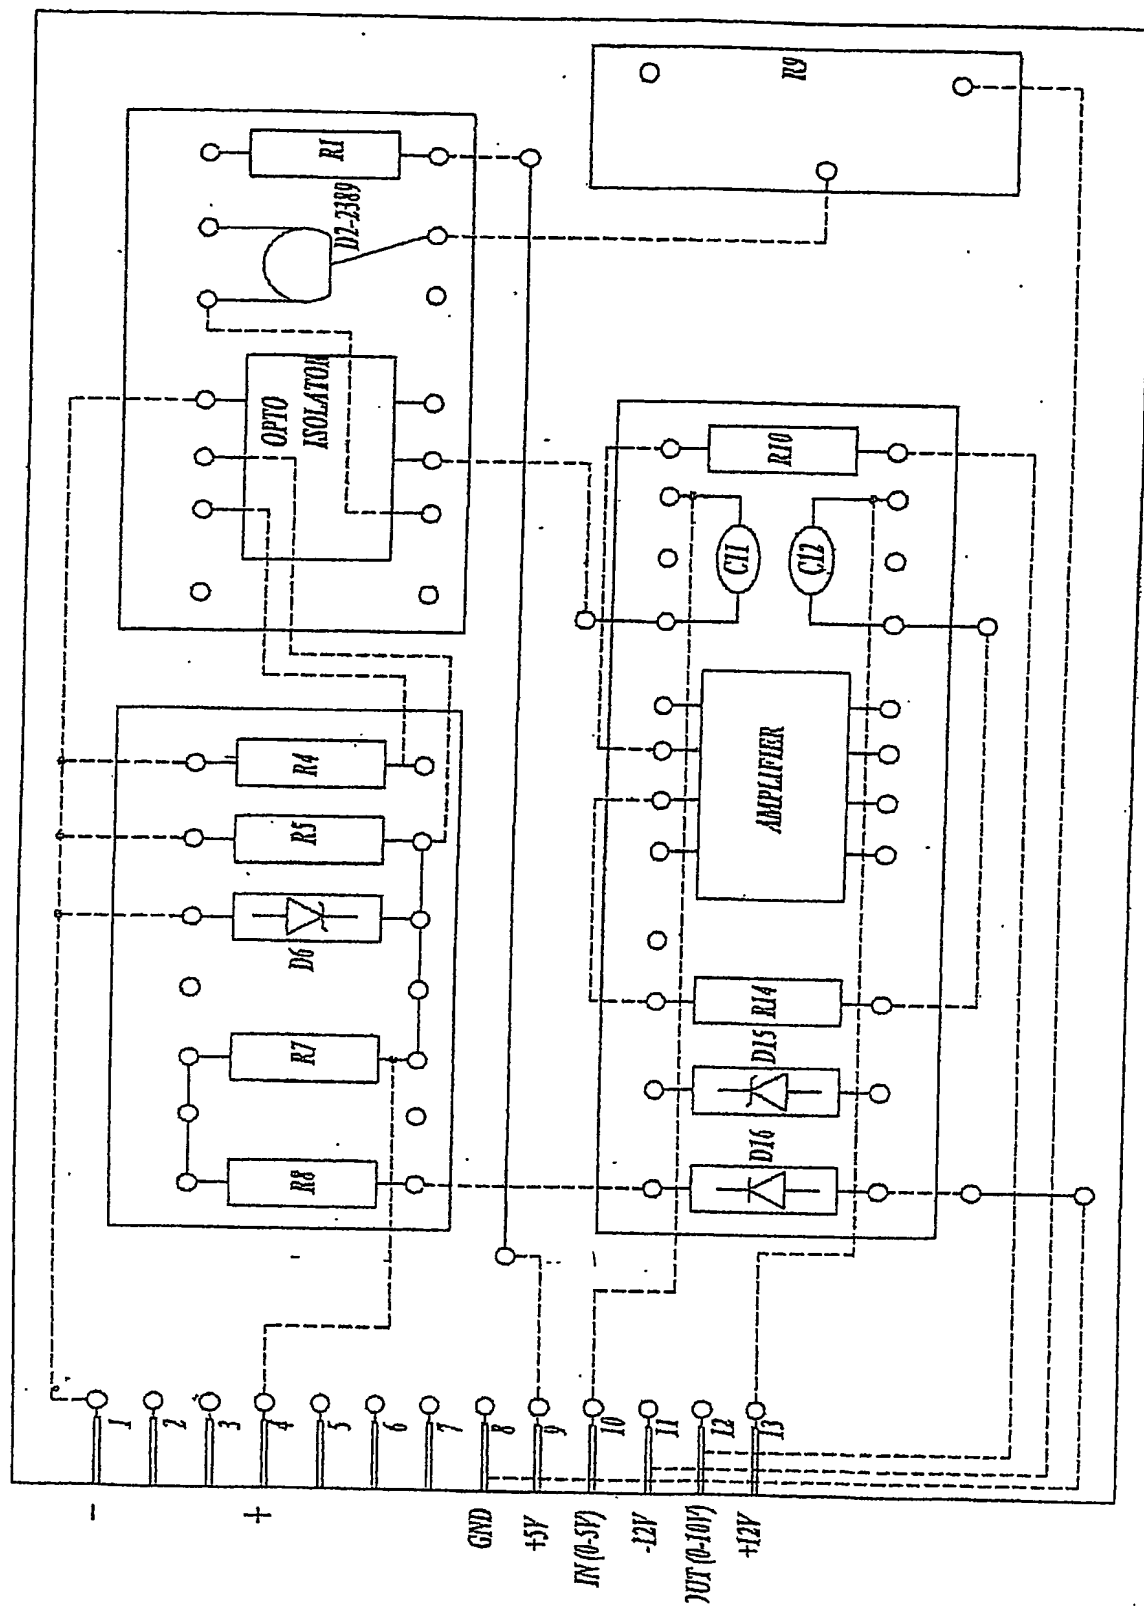 R9
R1
D2-2389
OPTO
ISOLATOR
R10
C11
C12
R4
R5
D6
AMPLIFIER
R7
R14
D15
R8
D16
1
2
3
4
5
6
7
8
9
10
11
12
13
-
+
GND
+5V
IN (0-5V)
-12V
OUT (0-10V)
+12V